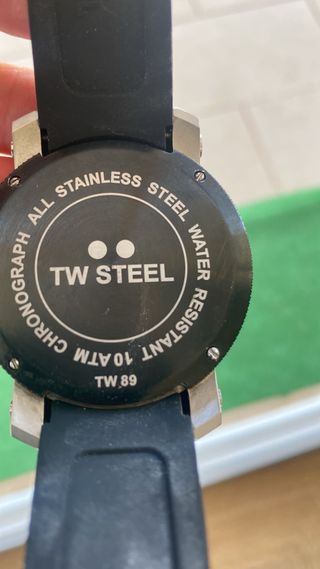 ALL STAINLESS STEEL WATER RESISTANT 10 ATM CHRONOGRAPH
TW STEEL
TW 89